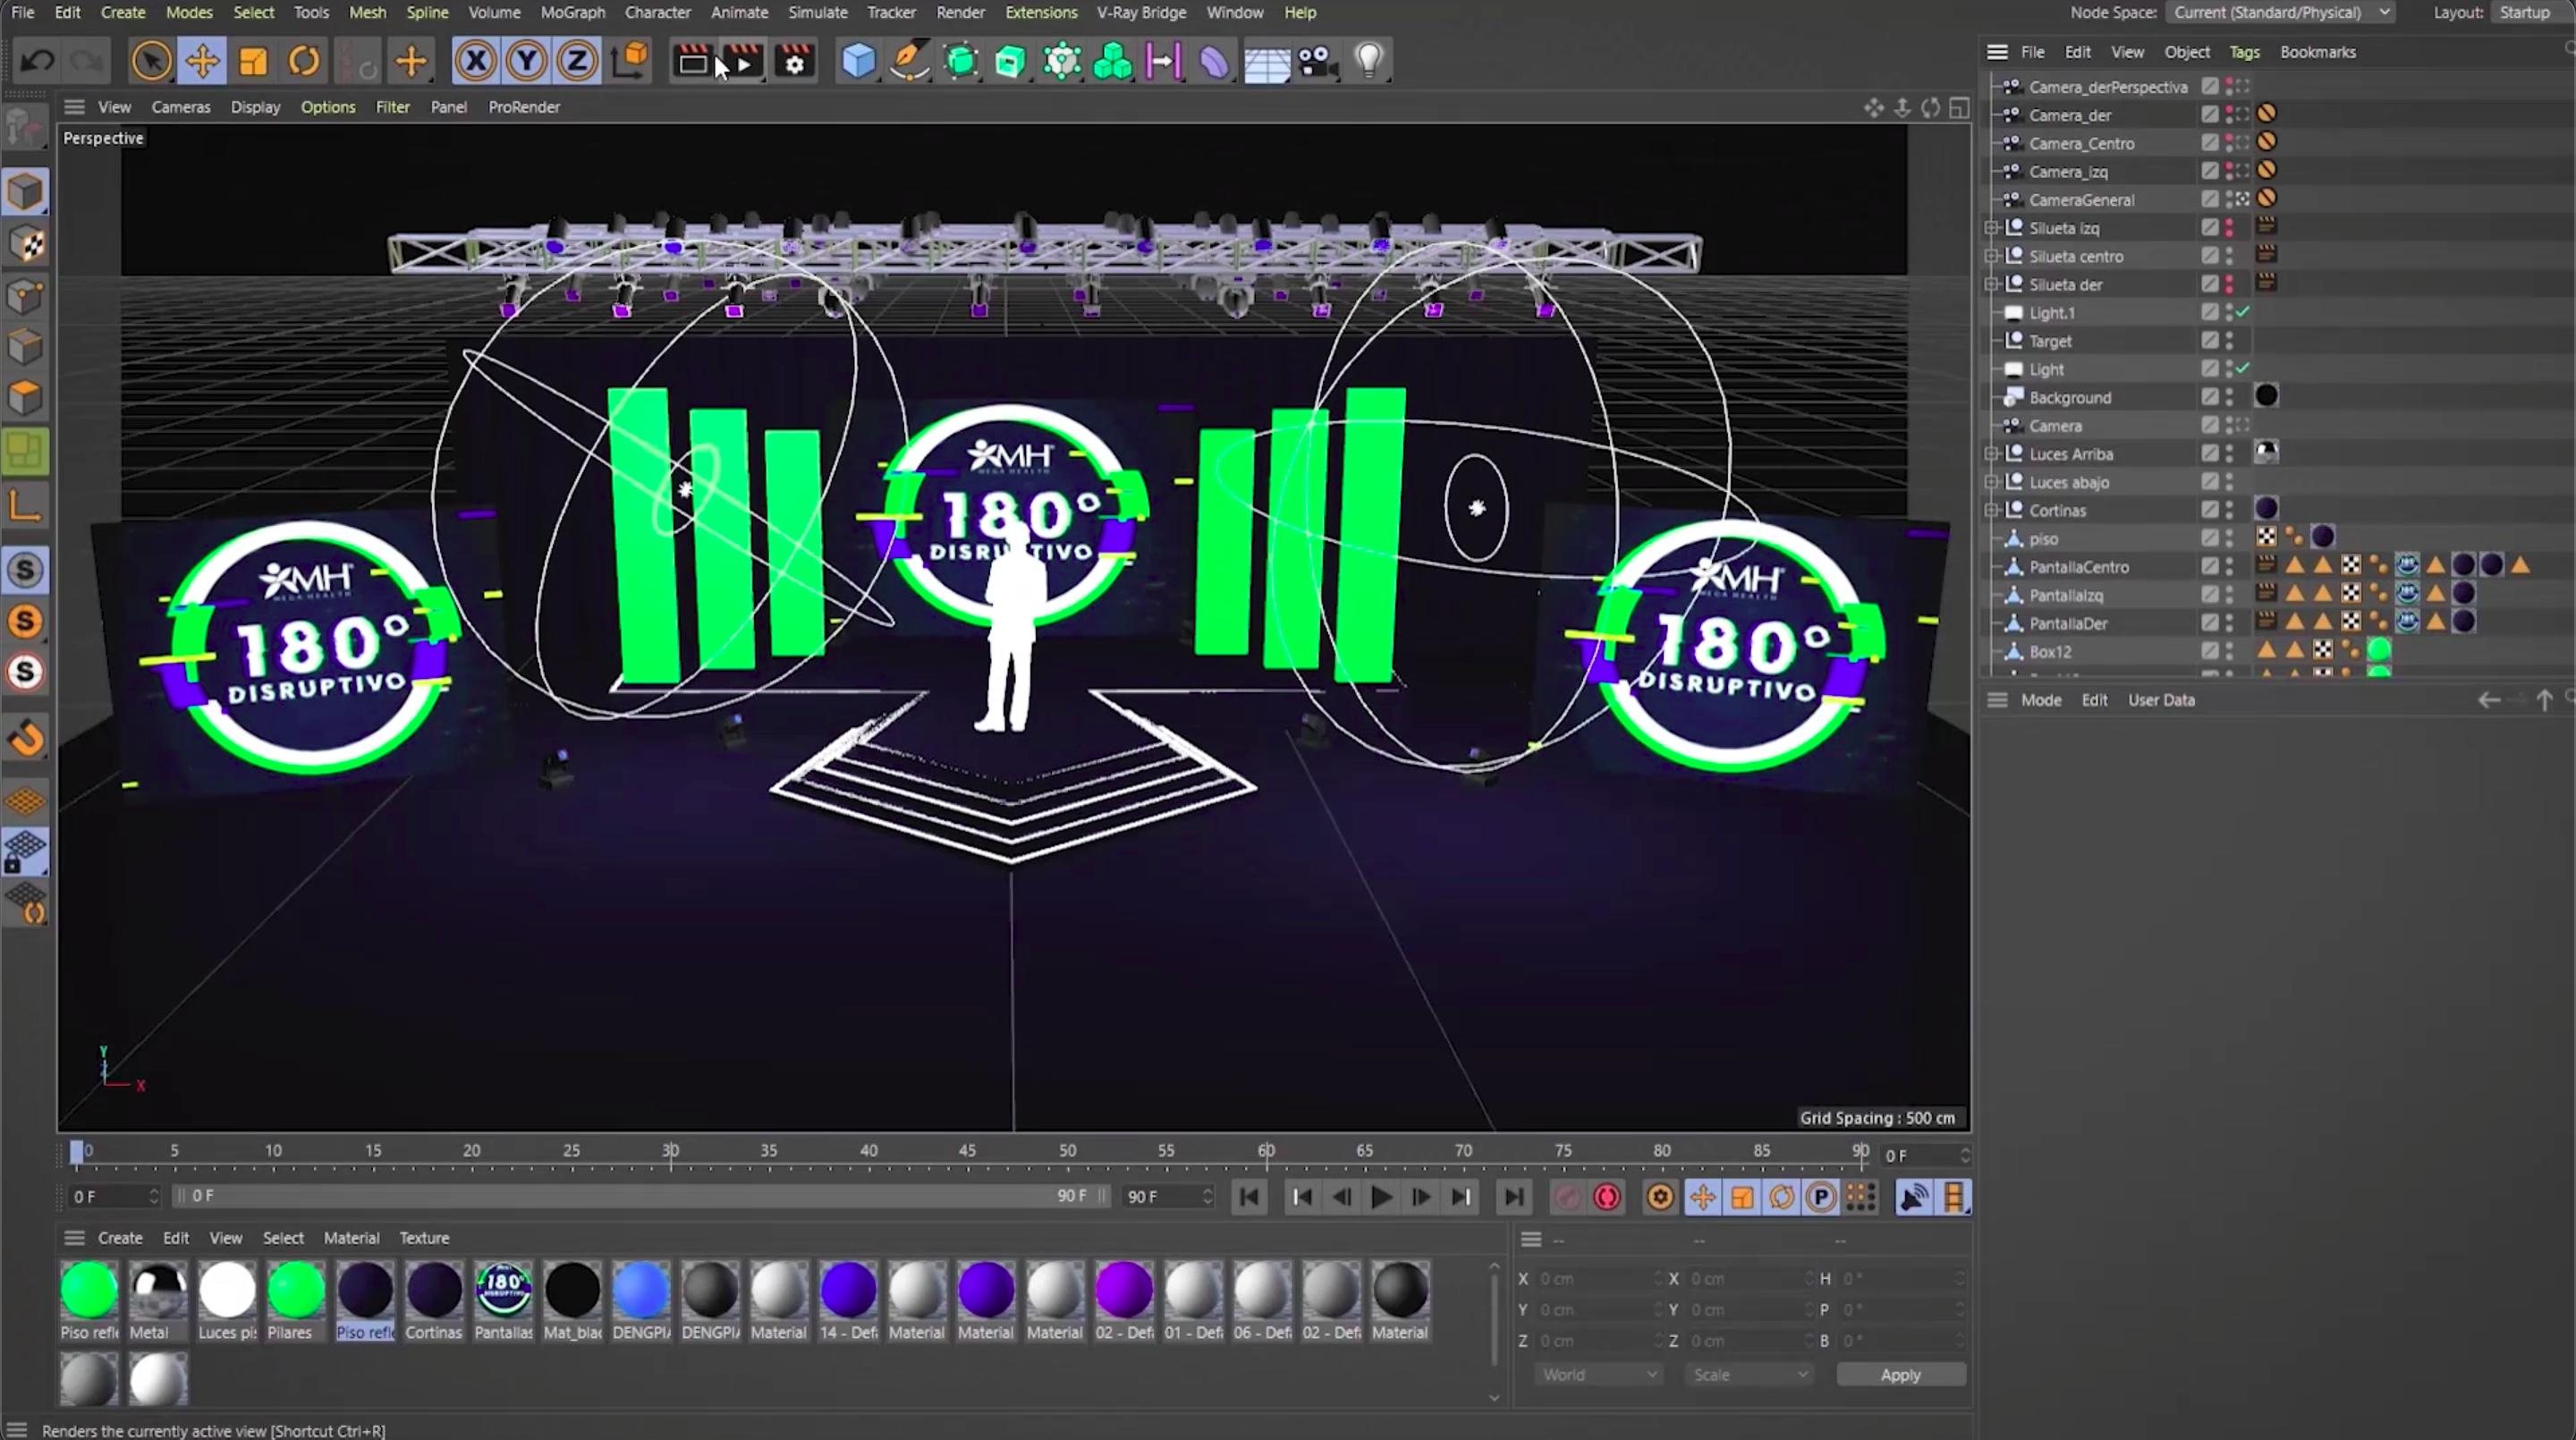 File Edit Create Modes Select Tools Mesh Spline Volume MoGraph Character Animate Simulate Tracker Render Extensions V-Ray Bridge Window Help
Node Space: Current (Standard/Physical) Layout: Startup
File Edit View Object Tags Bookmarks
View Cameras Display Options Filter Panel ProRender
Perspective
Camera_derPerspectiva
Camera_der
Camera_Centro
Camera_izq
CameraGeneral
Silueta izq
Silueta centro
Silueta der
Light.1
Target
Light
Background
Camera
Luces Arriba
Luces abajo
Cortinas
piso
PantallaCentro
PantallaIzq
PantallaDer
Box12
Mode Edit User Data
MH
MEGA HEALTH
180°
DISRUPTIVO
MH
MEGA HEALTH
180°
DISRUPTIVO
MH
MEGA HEALTH
180°
DISRUPTIVO
Y
Z
X
Grid Spacing : 500 cm
0 5 10 15 20 25 30 35 40 45 50 55 60 65 70 75 80 85 90 0 F
0 F 0 F 90 F 90 F
Create Edit View Select Material Texture
-- -- --
Piso refl Metal Luces pi: Pilares Piso refl Cortinas Pantallas Mat_blac DENGPI DENGPI Material 14 - Def Material Material Material 02 - Def 01 - Def 06 - Def 02 - Def Material
X 0 cm X 0 cm H 0 °
Y 0 cm Y 0 cm P 0 °
Z 0 cm Z 0 cm B 0 °
World Scale Apply
Renders the currently active view [Shortcut Ctrl+R]